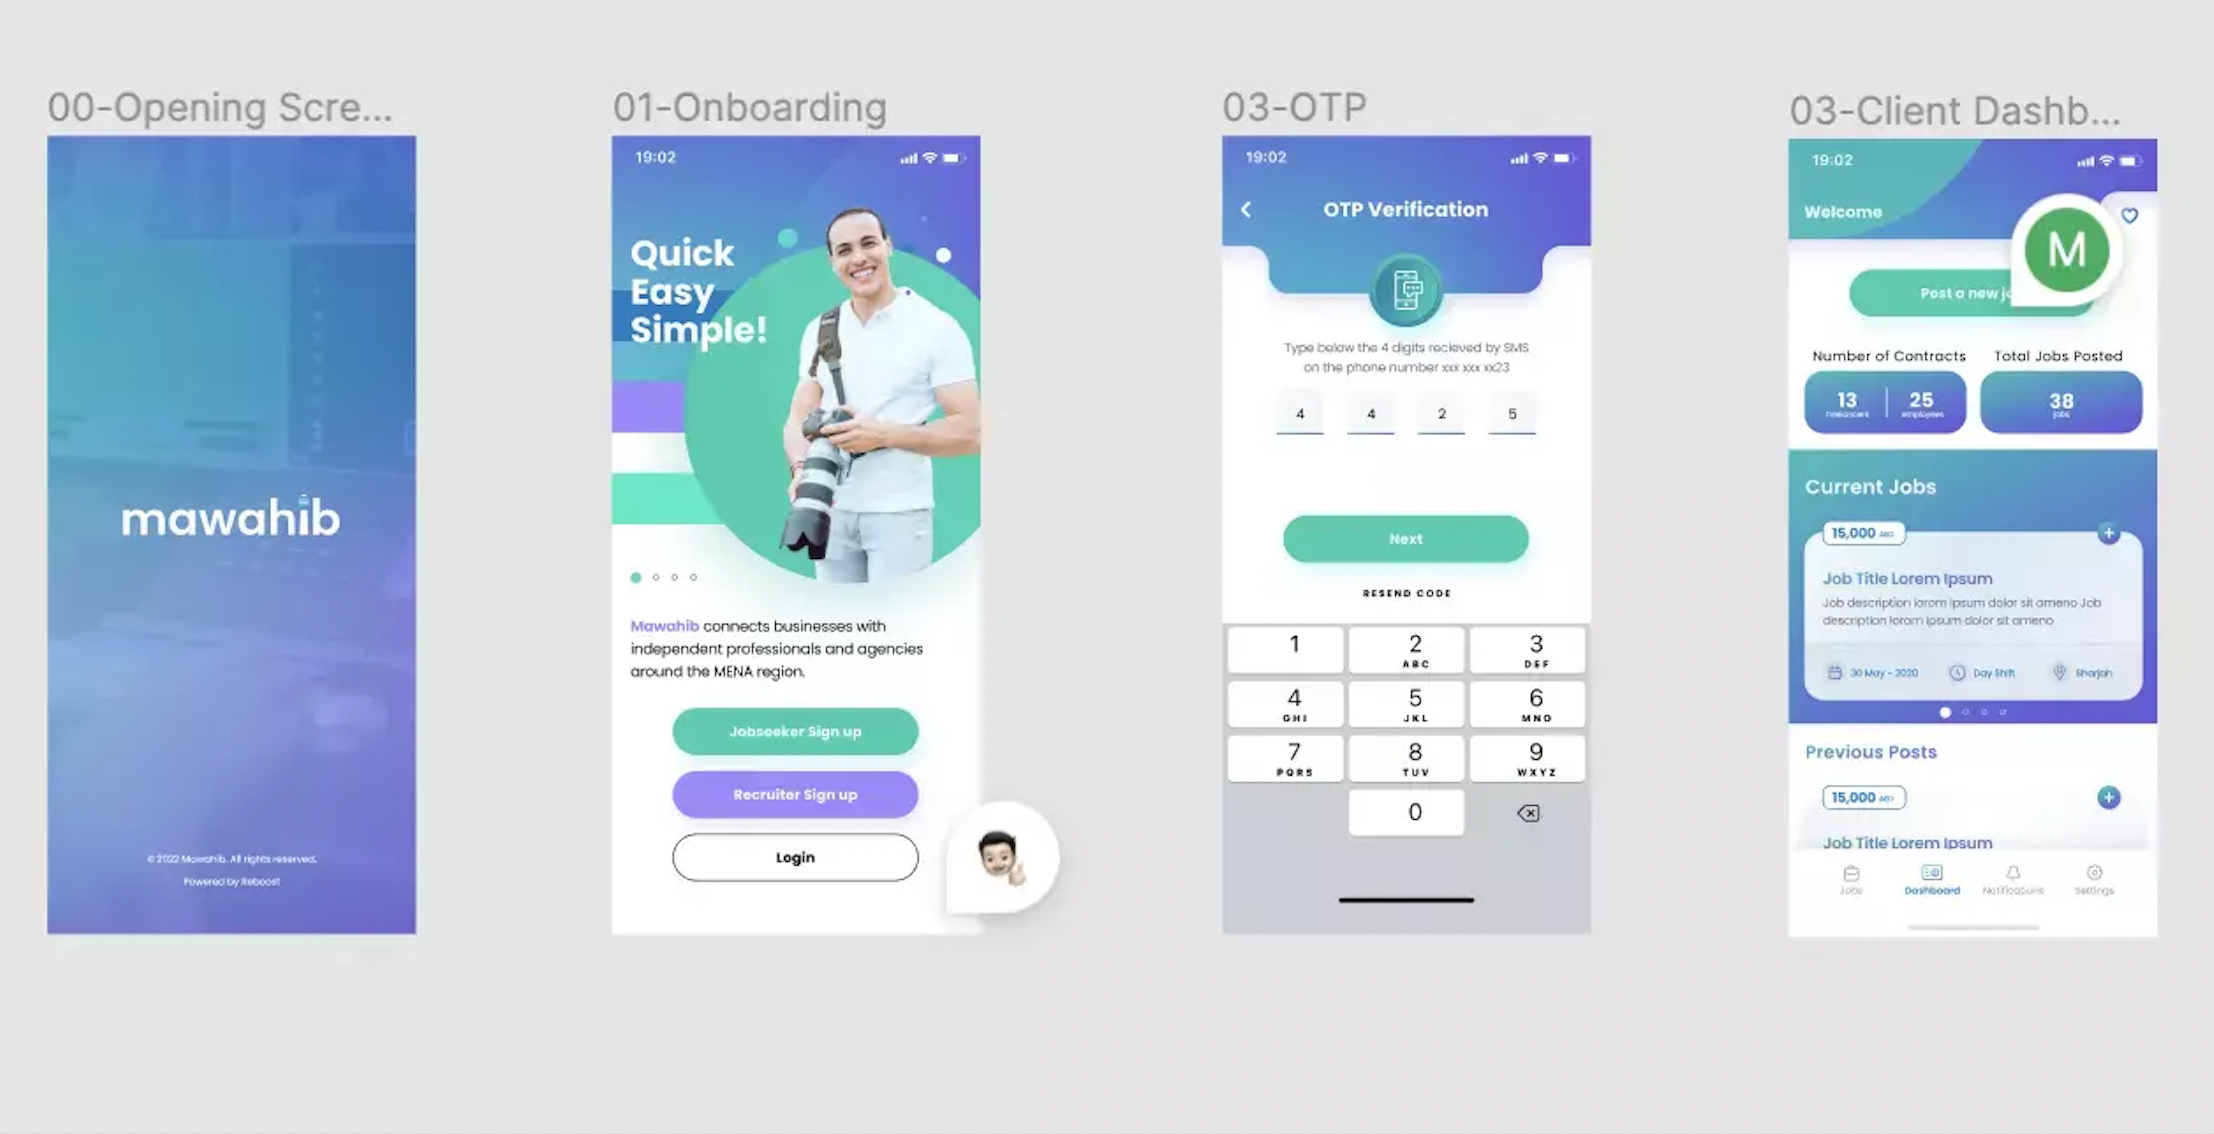 00-Opening Scre...
mawahib
© 2022 Mawahib. All rights reserved.
Powered by Reboost
01-Onboarding
19:02
Quick
Easy
Simple!
Mawahib connects businesses with
independent professionals and agencies
around the MENA region.
Jobseeker Sign up
Recruiter Sign up
Login
03-OTP
19:02
OTP Verification
Type below the 4 digits recieved by SMS
on the phone number xxx xxx xx23
4 4 2 5
Next
RESEND CODE
1 2 3
ABC DEF
4 5 6
GHI JKL MNO
7 8 9
PQRS TUV WXYZ
0
03-Client Dashb...
19:02
Welcome
M
Post a new jo
Number of Contracts Total Jobs Posted
13 25 38
freelancers employees jobs
Current Jobs
15,000 AED
Job Title Lorem Ipsum
Job description lorom ipsum dolor sit ameno Job
description lorom ipsum dolor sit ameno
30 May - 2020 Day Shift Sharjah
Previous Posts
15,000 AED
Job Title Lorem Ipsum
Jobs Dashboard Notifications Settings